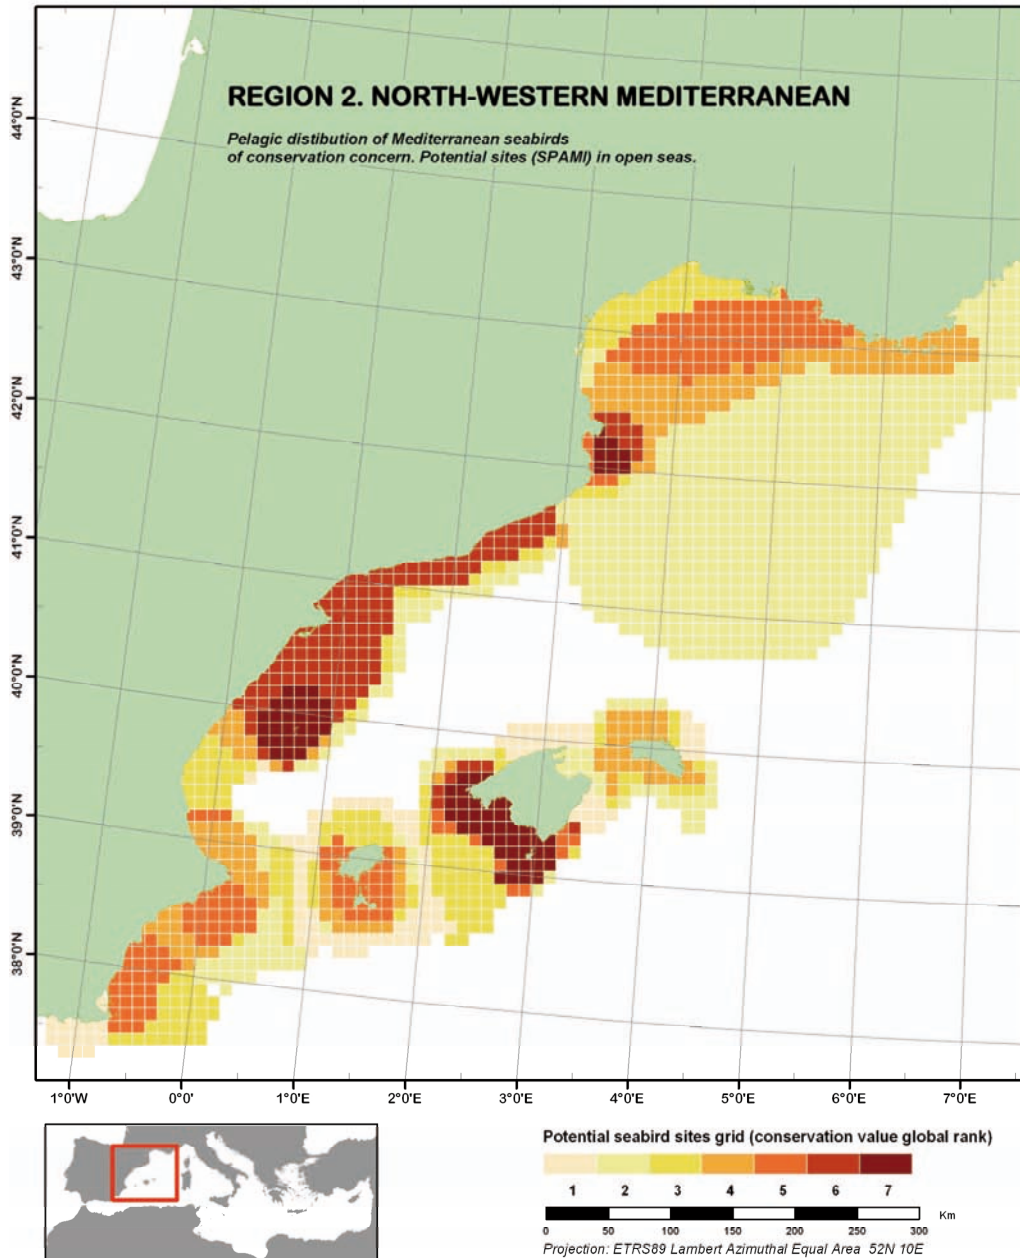 REGION 2. NORTH-WESTERN MEDITERRANEAN
Pelagic distibution of Mediterranean seabirds
of conservation concern. Potential sites (SPAMI) in open seas.
44°0'N
43°0'N
42°0'N
41°0'N
40°0'N
39°0'N
38°0'N
1°0'W 0°0' 1°0'E 2°0'E 3°0'E 4°0'E 5°0'E 6°0'E 7°0'E
Potential seabird sites grid (conservation value global rank)
1 2 3 4 5 6 7
Km
0 50 100 150 200 250 300
Projection: ETRS89 Lambert Azimuthal Equal Area 52N 10E